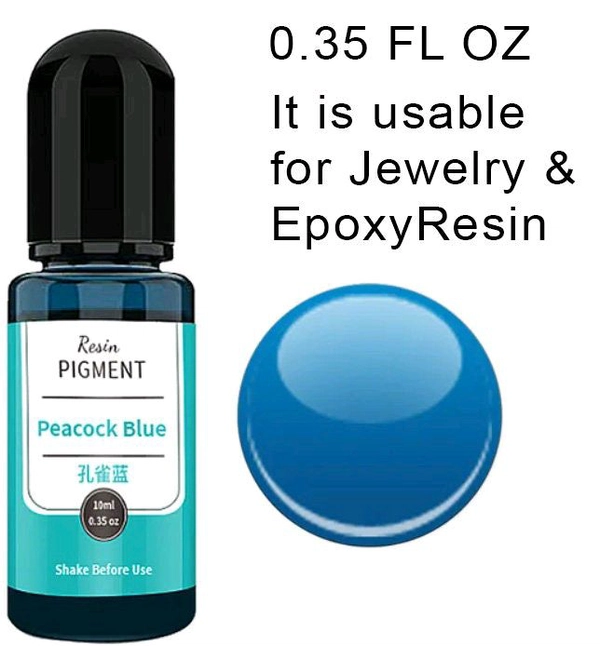 0.35 FL OZ
It is usable
for Jewelry &
EpoxyResin
Resin
PIGMENT
Peacock Blue
孔雀蓝
10ml
0.35 oz
Shake Before Use